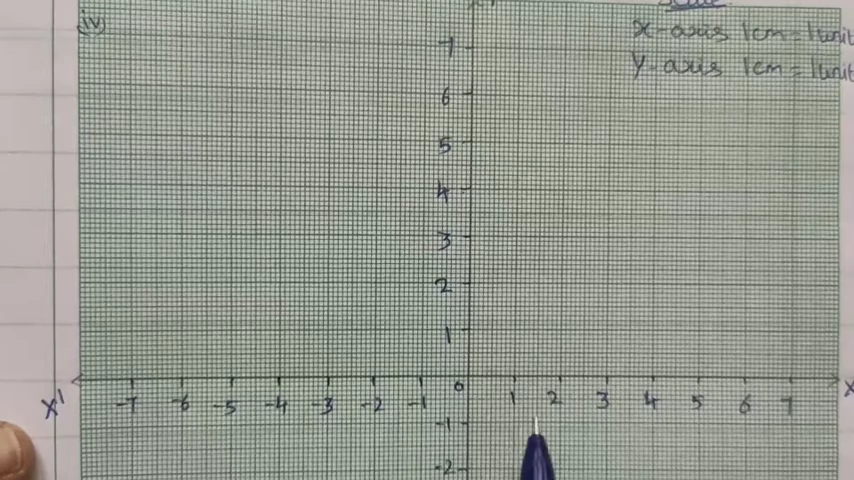 (iv)
Scale
x-axis 1cm = 1unit
Y-axis 1cm = 1unit
7
6
5
4
3
2
1
X' -7 -6 -5 -4 -3 -2 -1 0 1 2 3 4 5 6 7 X
-1
-2